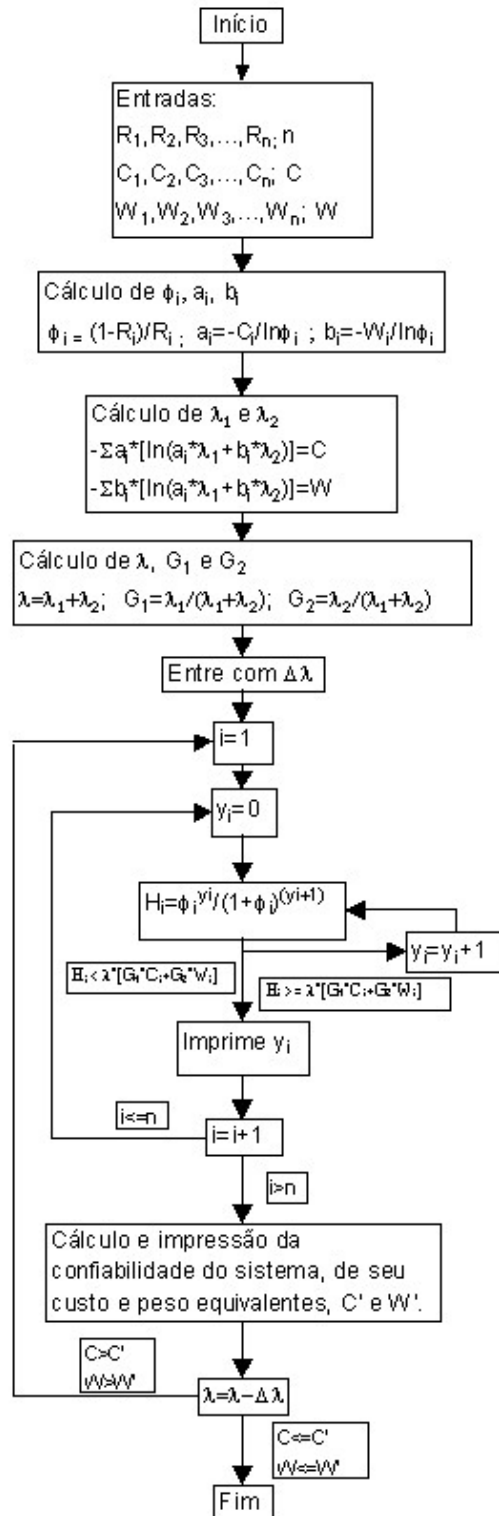 Início
Entradas:
R₁,R₂,R₃,...,Rₙ; n
C₁,C₂,C₃,...,Cₙ; C
W₁,W₂,W₃,...,Wₙ; W
Cálculo de ϕᵢ, aᵢ, bᵢ
ϕᵢ = (1-Rᵢ)/Rᵢ ; aᵢ=-Cᵢ/lnϕᵢ ; bᵢ=-Wᵢ/lnϕᵢ
Cálculo de λ₁ e λ₂
-Σaᵢ*[ln(aᵢ*λ₁+bᵢ*λ₂)]=C
-Σbᵢ*[ln(aᵢ*λ₁+bᵢ*λ₂)]=W
Cálculo de λ, G₁ e G₂
λ=λ₁+λ₂; G₁=λ₁/(λ₁+λ₂); G₂=λ₂/(λ₁+λ₂)
Entre com Δλ
i=1
yᵢ=0
Hᵢ=ϕᵢ^yi/(1+ϕᵢ)^(yi+1)
yᵢ=yᵢ+1
Hᵢ< λ*[G₁*Cᵢ+G₂*Wᵢ]
Hᵢ >= λ*[G₁*Cᵢ+G₂*Wᵢ]
Imprime yᵢ
i<=n
i=i+1
i>n
Cálculo e impressão da
confiabilidade do sistema, de seu
custo e peso equivalentes, C' e W'.
C>C'
W>W'
λ=λ-Δλ
C<=C'
W<=W'
Fim